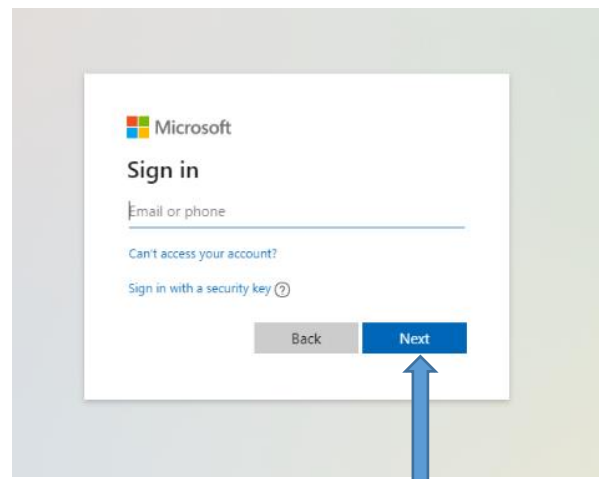 Microsoft
Sign in
Email or phone
Can't access your account?
Sign in with a security key
Back Next